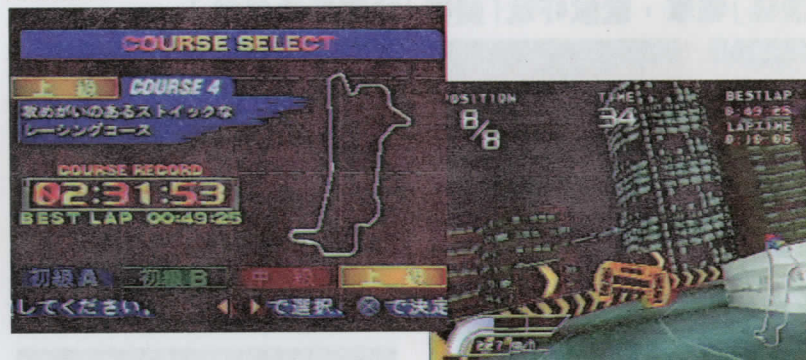 COURSE SELECT
上級 COURSE 4
攻めがいのあるストイックな
レーシングコース
COURSE RECORD
02:31:53
BEST LAP 00:49:25
初級A 初級B 中級 上級
してください。 で選択、 で決定
POSITION TIME BESTLAP
8/8 34 0:49:25
LAPTIME
0:10:05
227 km/h